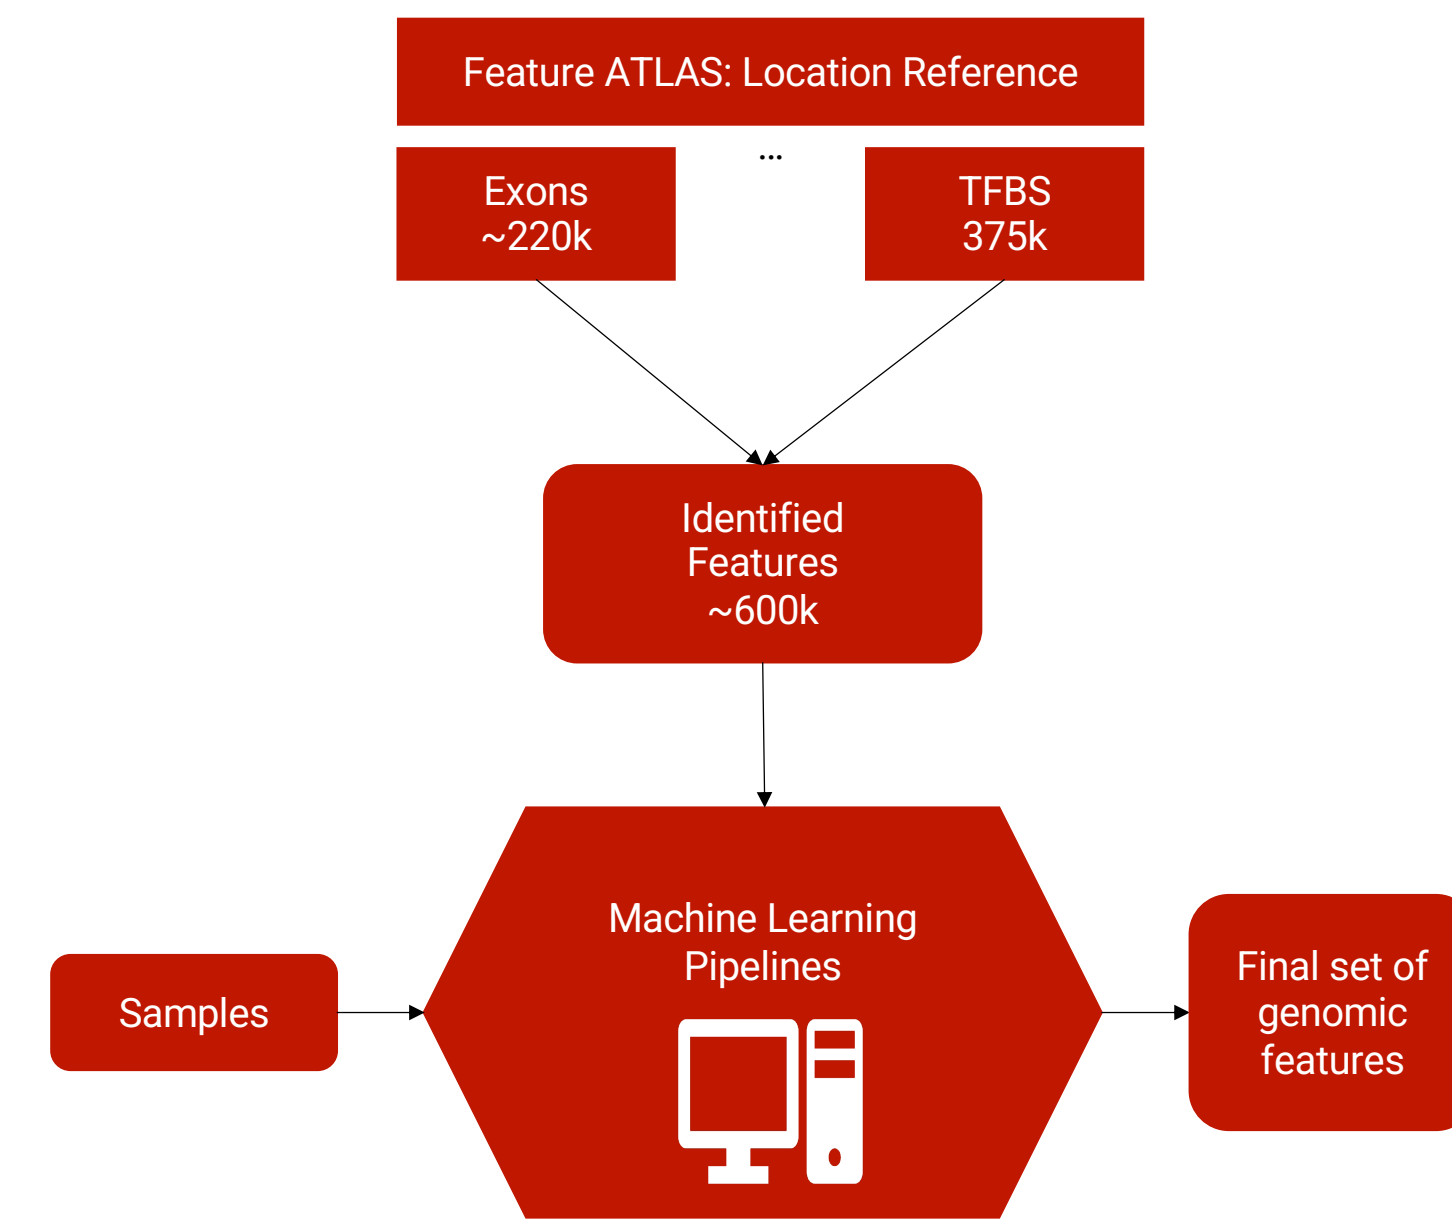 Feature ATLAS: Location Reference
Exons
~220k
...
TFBS
375k
Identified
Features
~600k
Machine Learning
Pipelines
Samples
Final set of
genomic
features